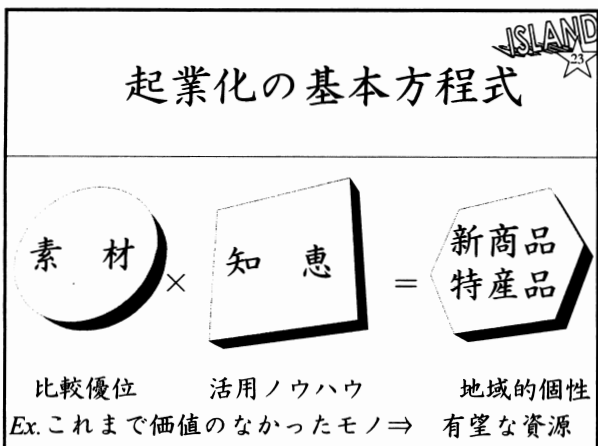 ISLAND
23
起業化の基本方程式
素 材 × 知 恵 = 新商品
特産品
比較優位 活用ノウハウ 地域的個性
Ex.これまで価値のなかったモノ⇒ 有望な資源